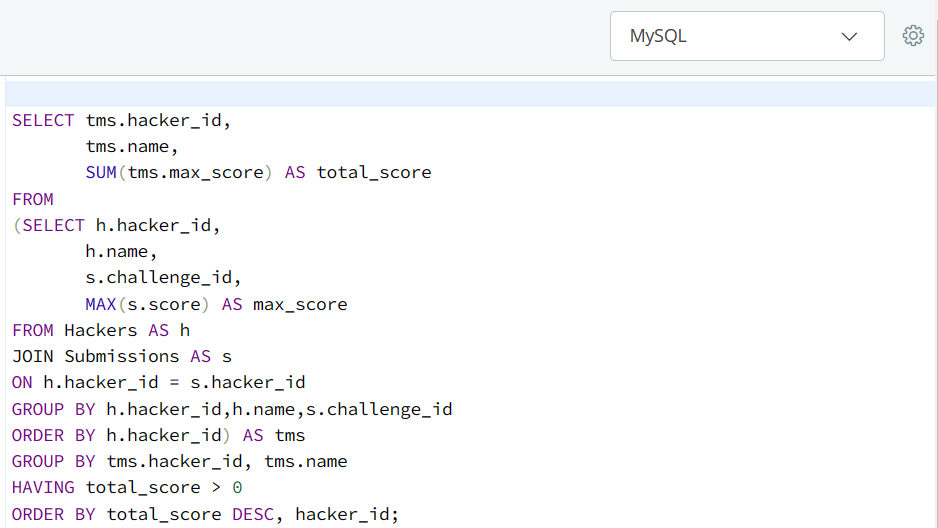 MySQL
SELECT tms.hacker_id,
       tms.name,
       SUM(tms.max_score) AS total_score
FROM
(SELECT h.hacker_id,
       h.name,
       s.challenge_id,
       MAX(s.score) AS max_score
FROM Hackers AS h
JOIN Submissions AS s
ON h.hacker_id = s.hacker_id
GROUP BY h.hacker_id,h.name,s.challenge_id
ORDER BY h.hacker_id) AS tms
GROUP BY tms.hacker_id, tms.name
HAVING total_score > 0
ORDER BY total_score DESC, hacker_id;